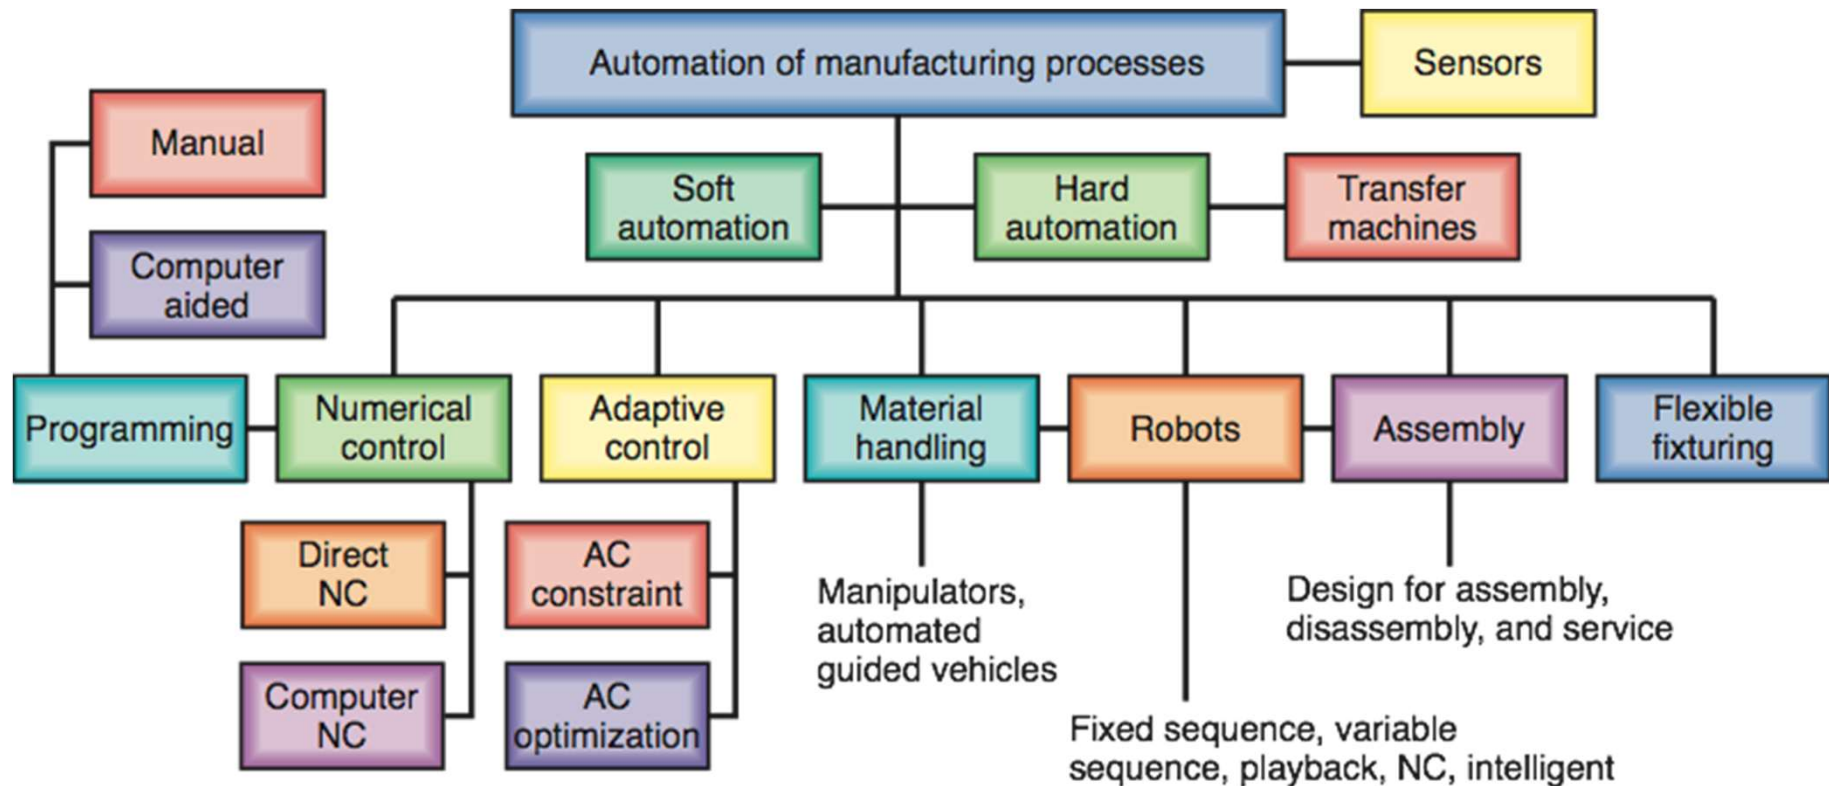 Automation of manufacturing processes
Sensors
Manual
Soft
automation
Hard
automation
Transfer
machines
Computer
aided
Programming
Numerical
control
Adaptive
control
Material
handling
Robots
Assembly
Flexible
fixturing
Direct
NC
AC
constraint
Manipulators,
automated
guided vehicles
Design for assembly,
disassembly, and service
Computer
NC
AC
optimization
Fixed sequence, variable
sequence, playback, NC, intelligent